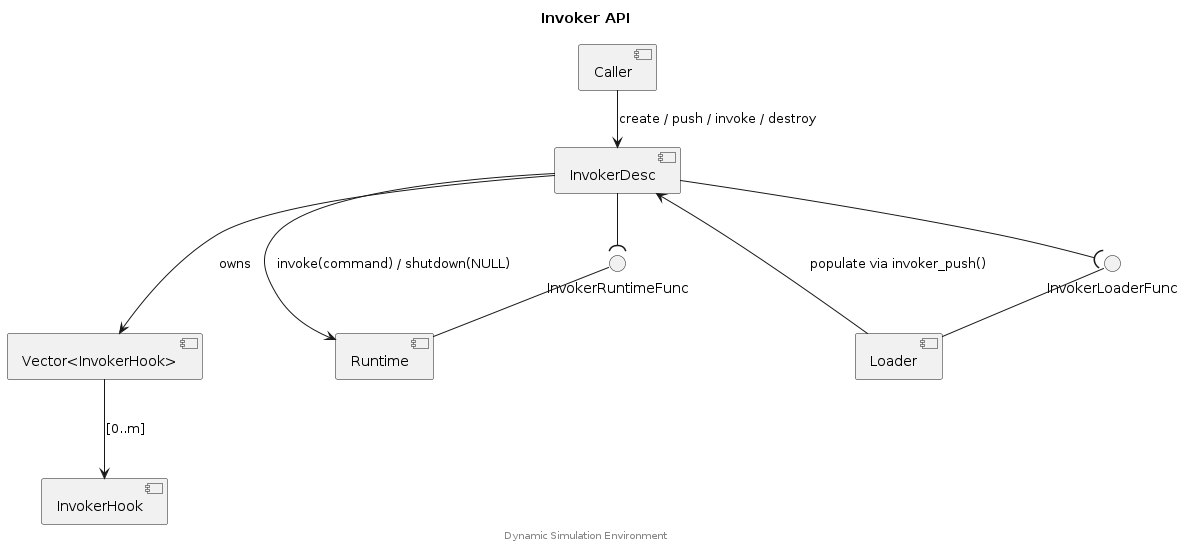 Invoker API
Caller
create / push / invoke / destroy
InvokerDesc
owns
invoke(command) / shutdown(NULL)
populate via invoker_push()
InvokerRuntimeFunc
InvokerLoaderFunc
Vector<InvokerHook>
Runtime
Loader
[0..m]
InvokerHook
Dynamic Simulation Environment